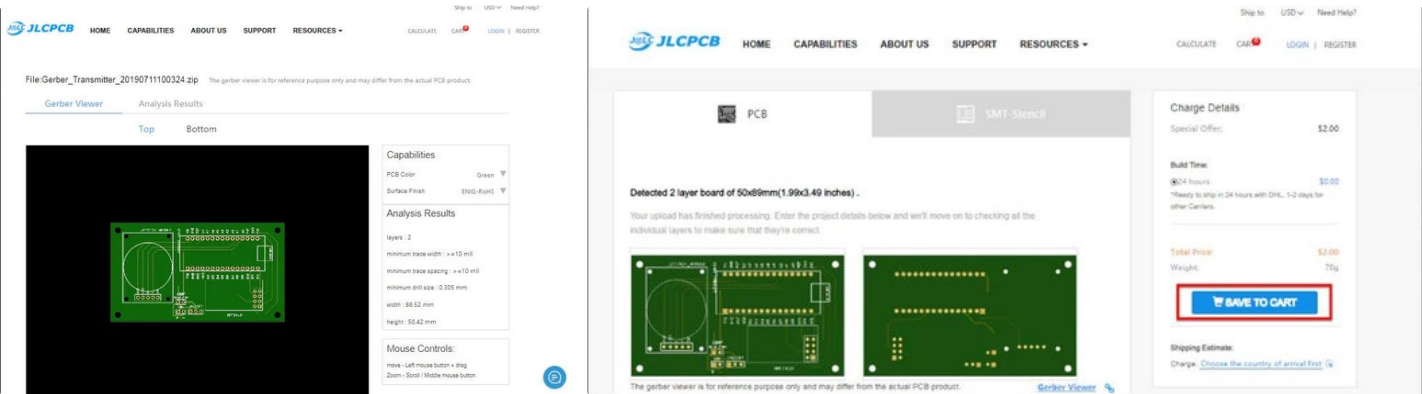 Ship to USD Need Help?
JLCPCB HOME CAPABILITIES ABOUT US SUPPORT RESOURCES CALCULATE CART LOGIN | REGISTER
File:Gerber_Transmitter_20190711100324.zip The gerber viewer is for reference purpose only and may differ from the actual PCB product.
Gerber Viewer Analysis Results
Top Bottom
Capabilities
PCB Color Green
Surface Finish ENIG-RoHS
Analysis Results
layers : 2
minimum trace width : >=10 mil
minimum trace spacing : >=10 mil
minimum drill size : 0.305 mm
width : 88.52 mm
height: 50.42 mm
Mouse Controls:
move - Left mouse button + drag
Zoom - Scroll / Middle mouse button
Ship to USD Need Help?
JLCPCB HOME CAPABILITIES ABOUT US SUPPORT RESOURCES CALCULATE CART LOGIN | REGISTER
PCB SMT-Stencil
Detected 2 layer board of 50x89mm(1.99x3.49 inches) .
Your upload has finished processing. Enter the project details below and we'll move on to checking all the
individual layers to make sure that they're correct.
The gerber viewer is for reference purpose only and may differ from the actual PCB product. Gerber Viewer
Charge Details
Special Offer: $2.00
Build Time:
24 hours $0.00
*Ready to ship in 24 hours with DHL, 1-2 days for
other Carriers.
Total Price: $2.00
Weight: 70g
SAVE TO CART
Shipping Estimate:
Charge: Choose the country of arrival first